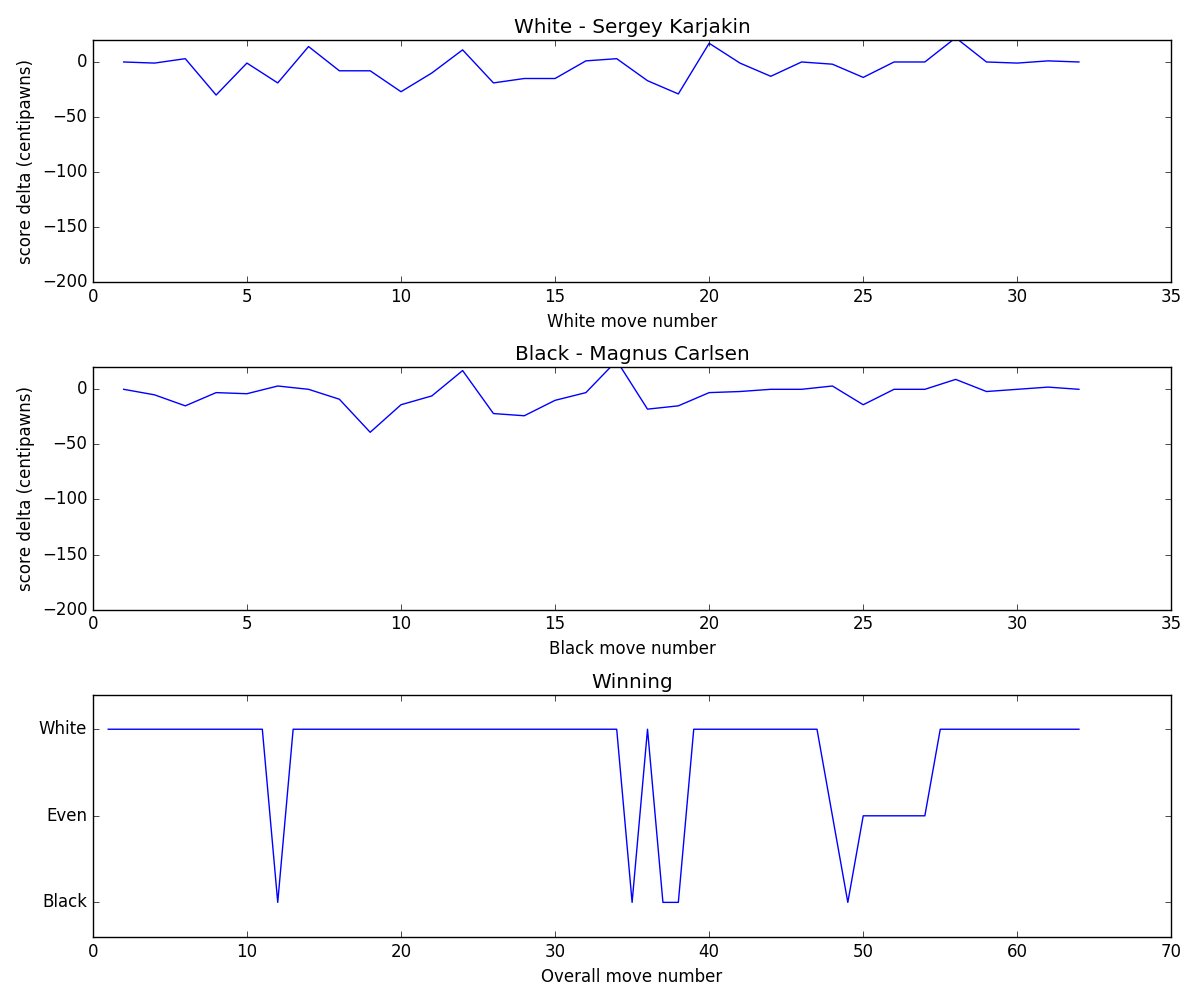 White - Sergey Karjakin
0
−50
−100
−150
−200
score delta (centipawns)
0 5 10 15 20 25 30 35
White move number
Black - Magnus Carlsen
0
−50
−100
−150
−200
score delta (centipawns)
0 5 10 15 20 25 30 35
Black move number
Winning
White
Even
Black
0 10 20 30 40 50 60 70
Overall move number